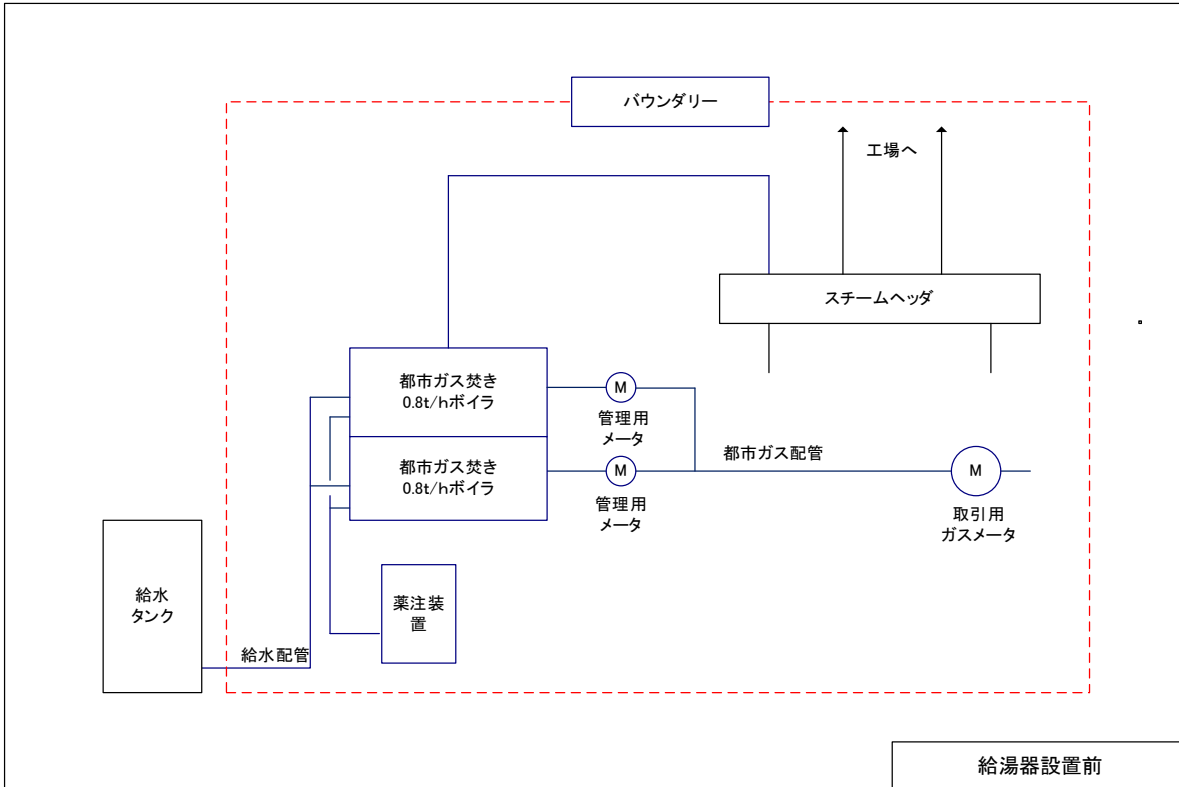 バウンダリー
工場へ
スチームヘッダ
都市ガス焚き
0.8t/hボイラ
M
管理用
メータ
都市ガス焚き
0.8t/hボイラ
M
管理用
メータ
都市ガス配管
M
取引用
ガスメータ
給水
タンク
薬注装
置
給水配管
給湯器設置前